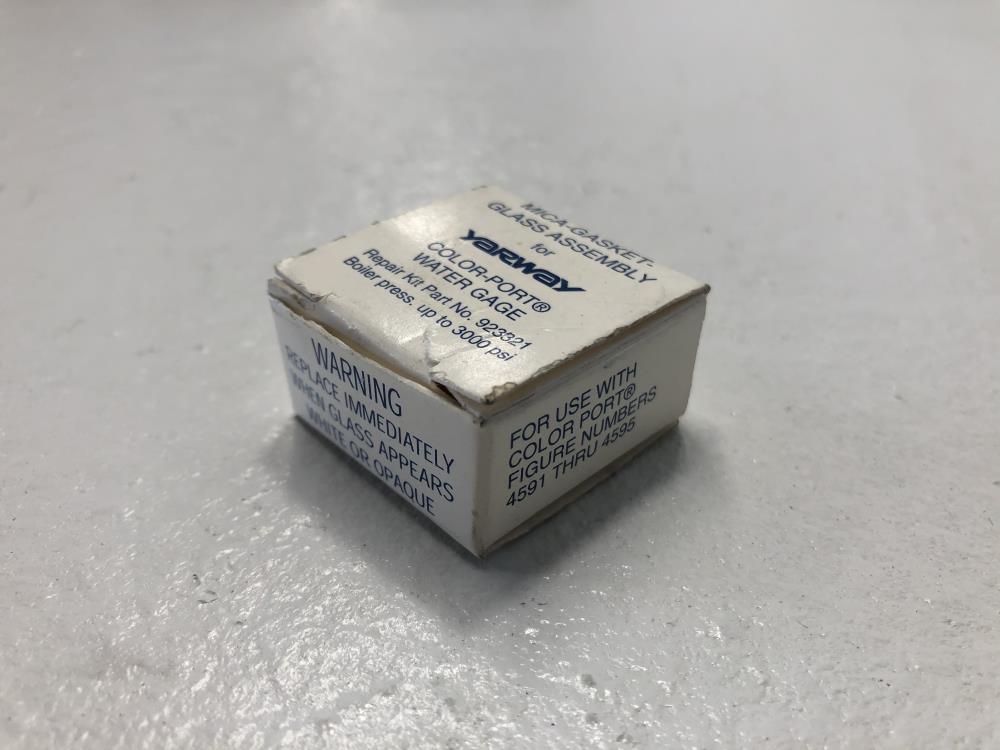 MICA-GASKET-
GLASS ASSEMBLY
for
YARWAY
COLOR-PORT®
WATER GAGE
Repair Kit Part No. 923321
Boiler press. up to 3000 psi
WARNING
REPLACE IMMEDIATELY
WHEN GLASS APPEARS
WHITE OR OPAQUE
FOR USE WITH
COLOR PORT®
FIGURE NUMBERS
4591 THRU 4595